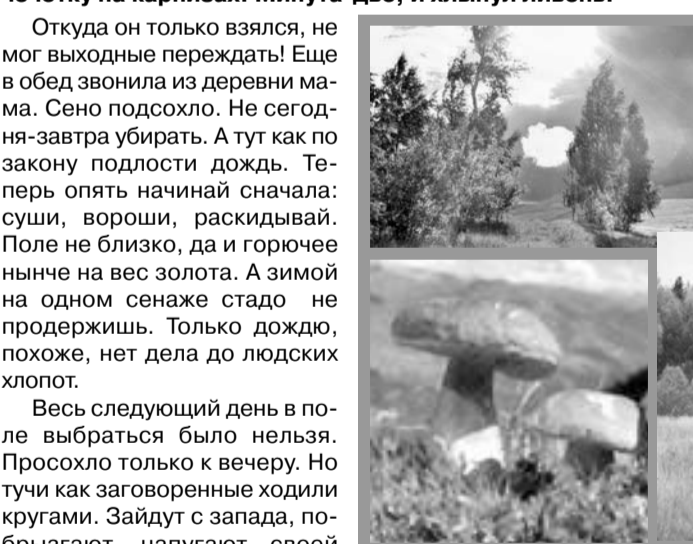 Откуда он только взялся, не
мог выходные переждать! Еще
в обед звонила из деревни ма-
ма. Сено подсохло. Не сегод-
ня-завтра убирать. А тут как по
закону подлости дождь. Те-
перь опять начинай сначала:
суши, вороши, раскидывай.
Поле не близко, да и горючее
нынче на вес золота. А зимой
на одном сенаже стадо не
продержишь. Только дождю,
похоже, нет дела до людских
хлопот.
Весь следующий день в по-
ле выбраться было нельзя.
Просохло только к вечеру. Но
тучи как заговоренные ходили
кругами. Зайдут с запада, по-